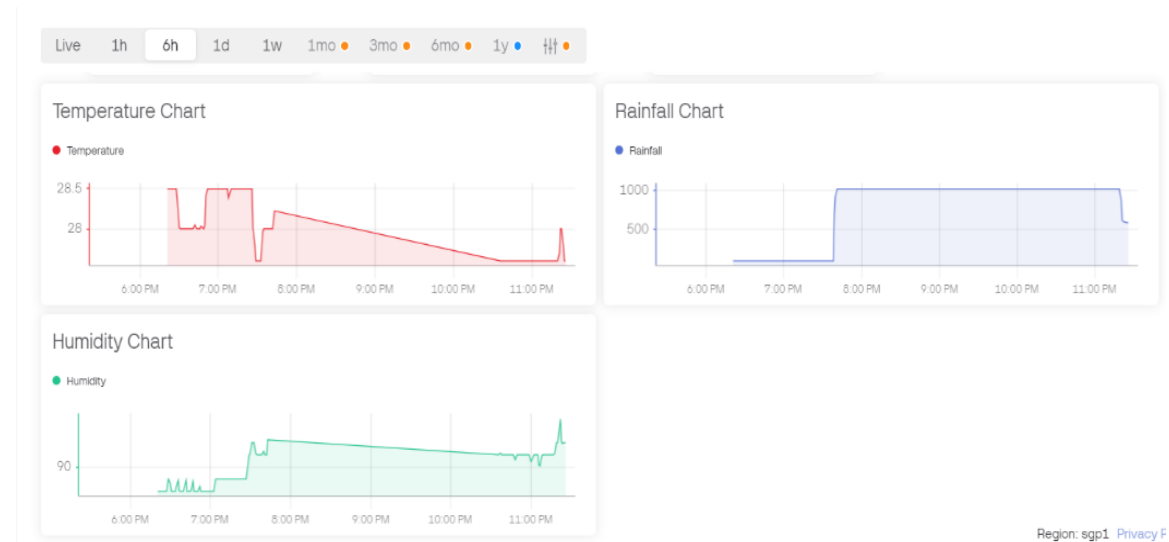 Live 1h 6h 1d 1w 1mo 3mo 6mo 1y
Temperature Chart
Temperature
28.5
28
6:00 PM 7:00 PM 8:00 PM 9:00 PM 10:00 PM 11:00 PM
Rainfall Chart
Rainfall
1000
500
6:00 PM 7:00 PM 8:00 PM 9:00 PM 10:00 PM 11:00 PM
Humidity Chart
Humidity
90
6:00 PM 7:00 PM 8:00 PM 9:00 PM 10:00 PM 11:00 PM
Region: sgp1 Privacy P